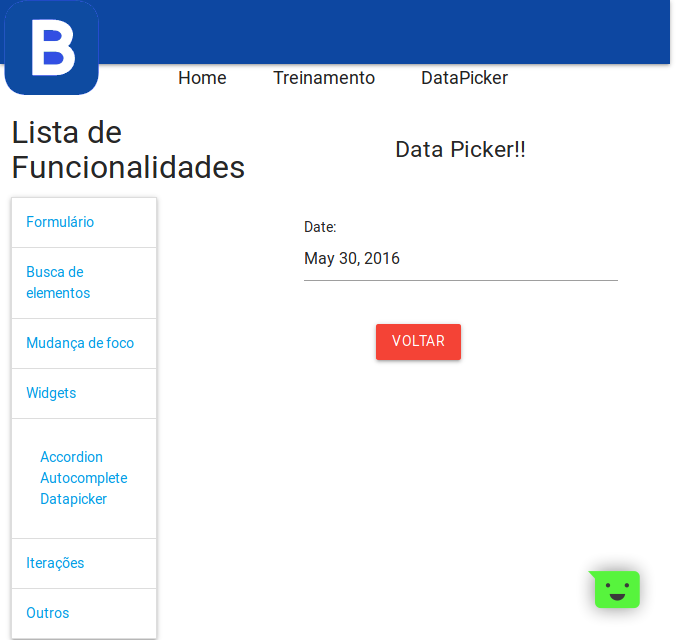 B
Home Treinamento DataPicker
Lista de
Funcionalidades
Formulário
Busca de
elementos
Mudança de foco
Widgets
Accordion
Autocomplete
Datapicker
Iterações
Outros
Data Picker!!
Date:
May 30, 2016
VOLTAR